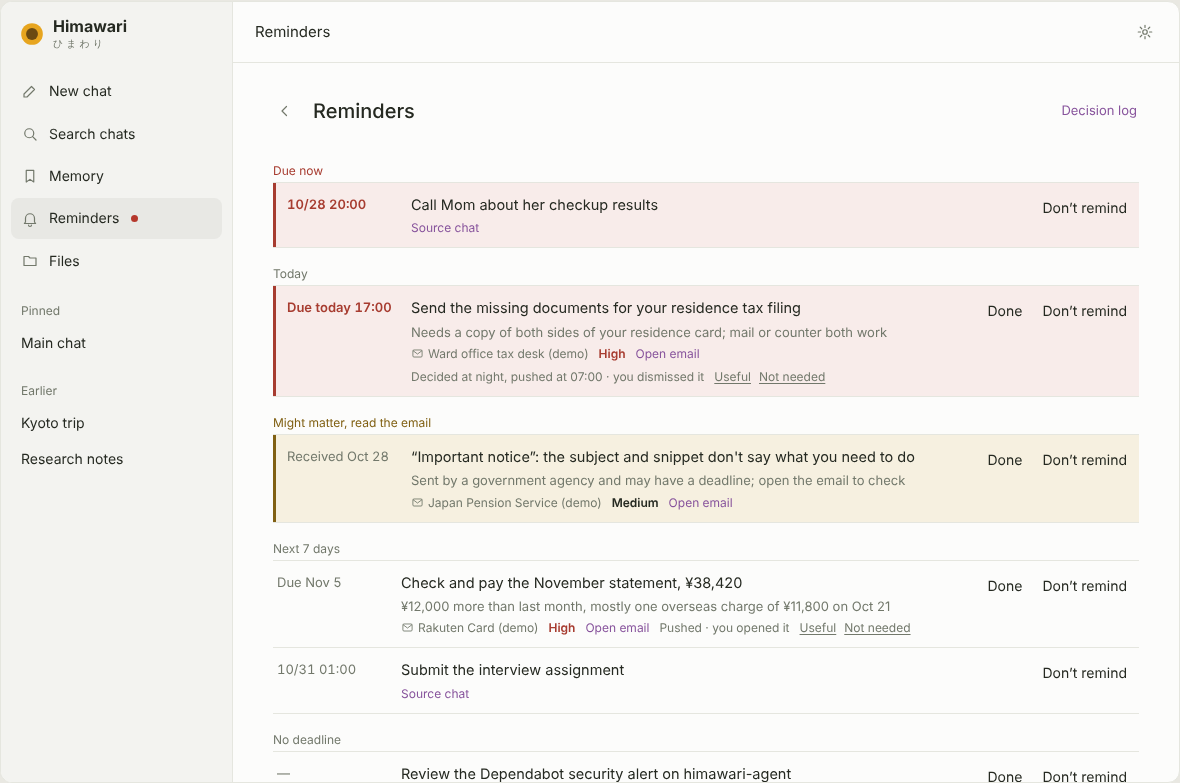 Himawari
ひまわり
New chat
Search chats
Memory
Reminders
Files
Pinned
Main chat
Earlier
Kyoto trip
Research notes
Reminders
Reminders
Decision log
Due now
10/28 20:00
Call Mom about her checkup results
Don’t remind
Source chat
Today
Due today 17:00
Send the missing documents for your residence tax filing
Done Don’t remind
Needs a copy of both sides of your residence card; mail or counter both work
Ward office tax desk (demo) High Open email
Decided at night, pushed at 07:00 · you dismissed it Useful Not needed
Might matter, read the email
Received Oct 28
“Important notice”: the subject and snippet don't say what you need to do
Done Don’t remind
Sent by a government agency and may have a deadline; open the email to check
Japan Pension Service (demo) Medium Open email
Next 7 days
Due Nov 5
Check and pay the November statement, ¥38,420
Done Don’t remind
¥12,000 more than last month, mostly one overseas charge of ¥11,800 on Oct 21
Rakuten Card (demo) High Open email Pushed · you opened it Useful Not needed
10/31 01:00
Submit the interview assignment
Don’t remind
Source chat
No deadline
—
Review the Dependabot security alert on himawari-agent
Done Don’t remind